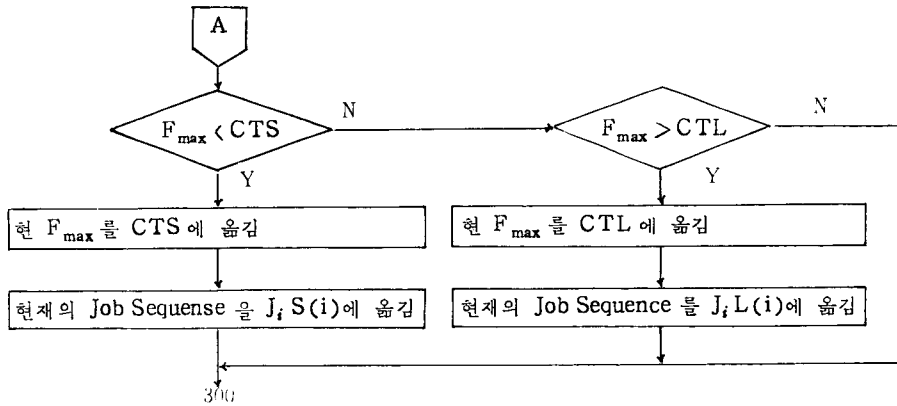 A
F_max < CTS
N
F_max > CTL
N
Y
Y
현 F_max 를 CTS 에 옮김
현 F_max 를 CTL 에 옮김
현재의 Job Sequense 을 J_i S(i)에 옮김
현재의 Job Sequence 를 J_i L(i)에 옮김
300